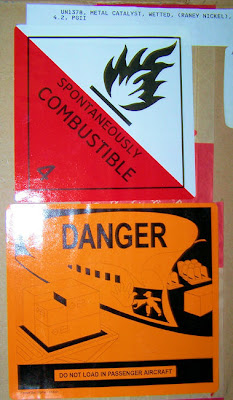 UN1378, METAL CATALYST, WETTED, (RANEY NICKEL),
4.2, PGII
SPONTANEOUSLY
COMBUSTIBLE
4
DANGER
DO NOT LOAD IN PASSENGER AIRCRAFT